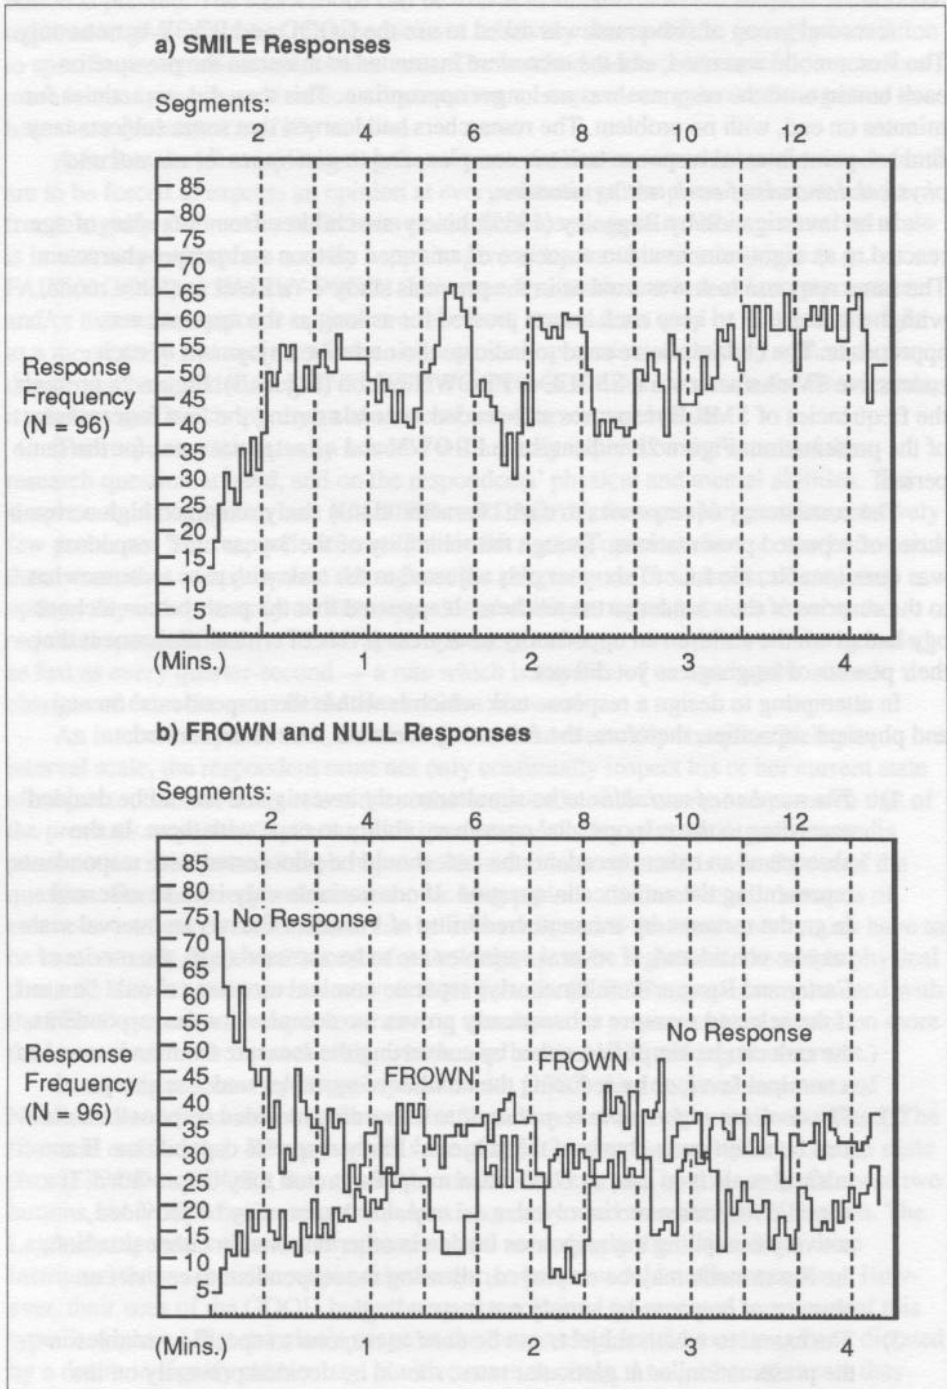 a) SMILE Responses
Segments:
2 4 6 8 10 12
85
80
75
70
65
60
55
50
45
40
35
30
25
20
15
10
5
Response
Frequency
(N = 96)
(Mins.) 1 2 3 4
b) FROWN and NULL Responses
Segments:
2 4 6 8 10 12
85
80
75
70
65
60
55
50
45
40
35
30
25
20
15
10
5
No Response
Response
Frequency
(N = 96)
FROWN
FROWN
No Response
(Mins.) 1 2 3 4